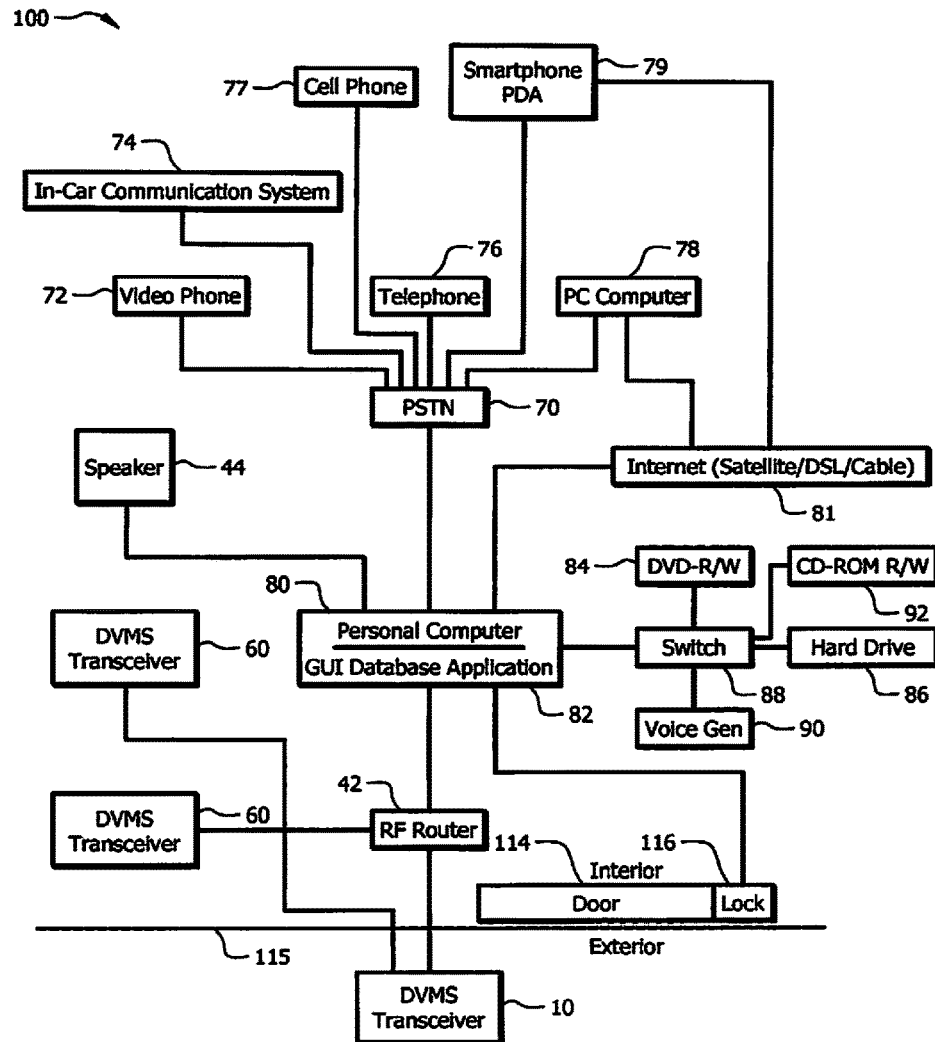 100
Smartphone
PDA
79
77
Cell Phone
74
In-Car Communication System
76
78
72
Video Phone
Telephone
PC Computer
PSTN
70
Speaker
44
Internet (Satellite/DSL/Cable)
81
80
84
DVD-R/W
CD-ROM R/W
92
DVMS
Transceiver
60
Personal Computer
GUI Database Application
82
Switch
88
Hard Drive
86
Voice Gen
90
42
DVMS
Transceiver
60
RF Router
114
Interior
116
Door
Lock
115
Exterior
DVMS
Transceiver
10